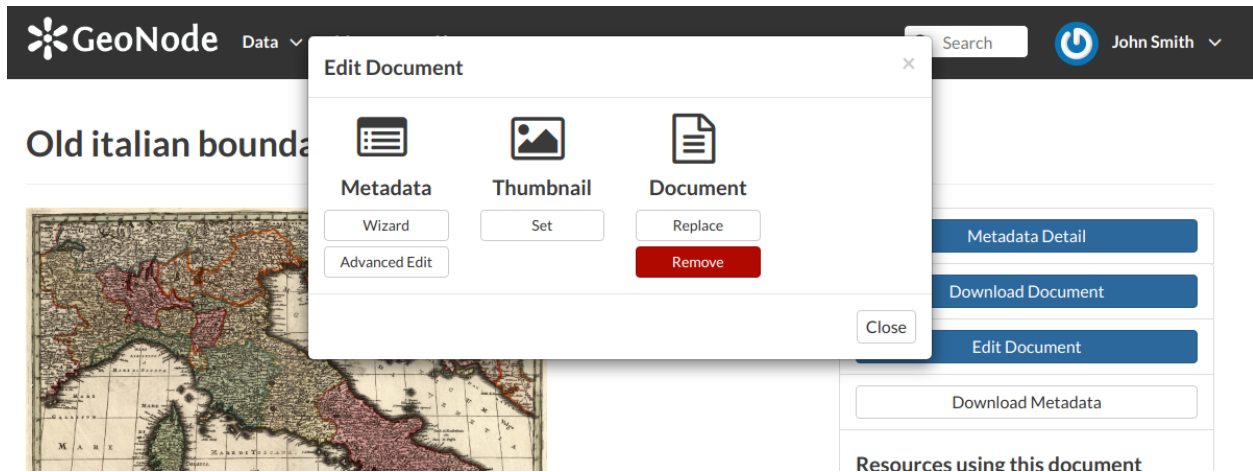 GeoNode Data Search John Smith
Edit Document ×
Old italian bounda
Metadata Thumbnail Document
Wizard Set Replace
Advanced Edit Remove
Close
Metadata Detail
Download Document
Edit Document
Download Metadata
Resources using this document